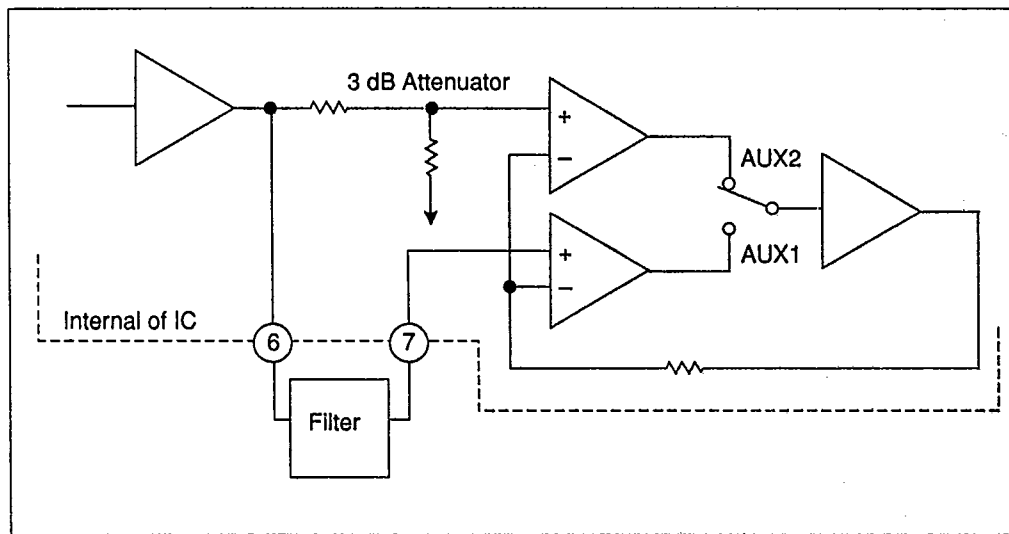 3 dB Attenuator
+
−
AUX2
+
−
AUX1
Internal of IC
6
7
Filter